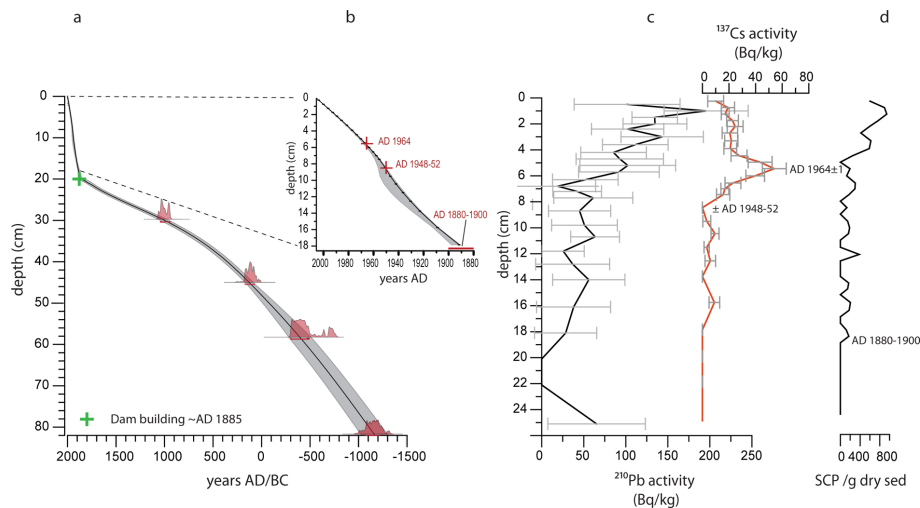 a
b
c
d
0
10
20
30
40
50
60
70
80
depth (cm)
2000
1500
1000
500
0
-500
-1000
-1500
years AD/BC
Dam building ~AD 1885
0
2
4
6
8
10
12
14
16
18
depth (cm)
2000
1980
1960
1940
1920
1900
1880
years AD
AD 1964
AD 1948-52
AD 1880-1900
¹³⁷Cs activity
(Bq/kg)
0
20
40
60
80
0
2
4
6
8
10
12
14
16
18
20
22
24
depth (cm)
AD 1964±1
± AD 1948-52
0
50
100
150
200
250
²¹⁰Pb activity
(Bq/kg)
AD 1880-1900
0
400
800
SCP /g dry sed